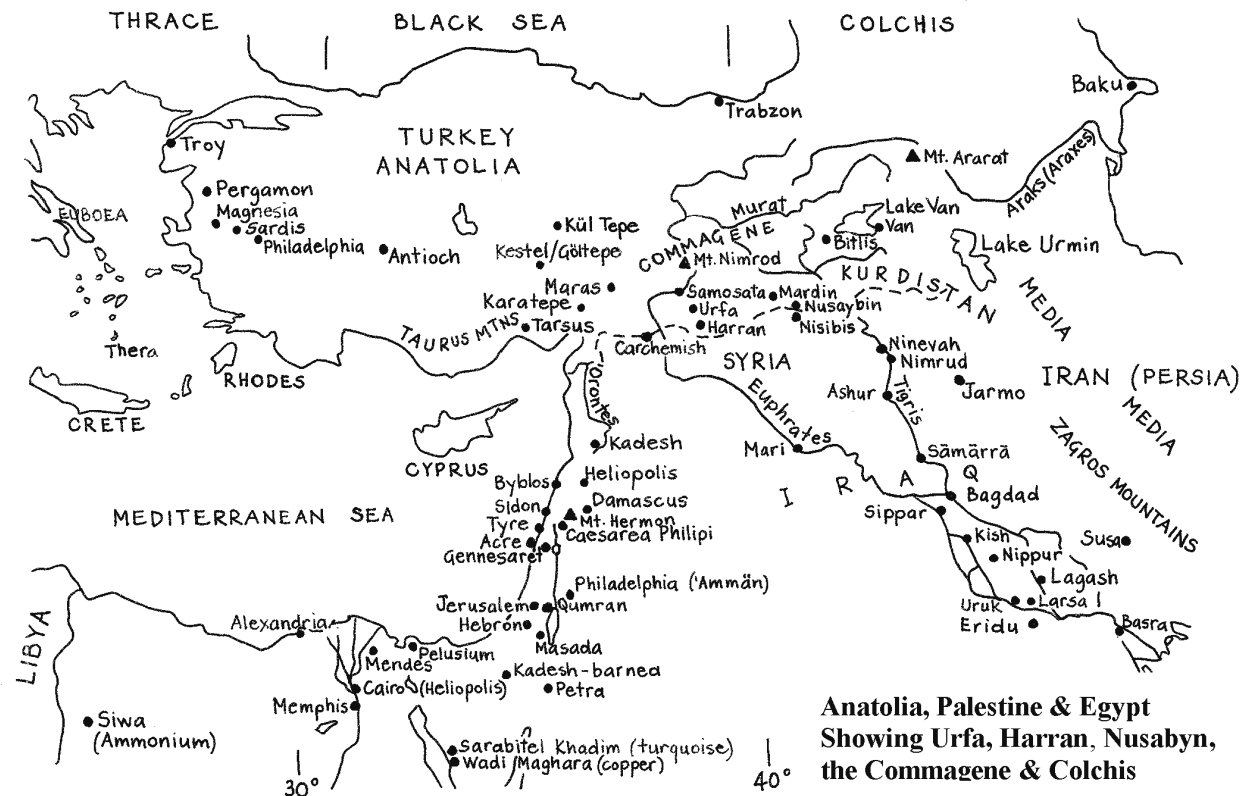 THRACE
BLACK SEA
COLCHIS
Baku
Trabzon
Troy
TURKEY
ANATOLIA
Mt. Ararat
Araks (Araxes)
Pergamon
EUBOEA
Magnesia
Sardis
Philadelphia
Antioch
Kül Tepe
Kestel/Göltepe
Murat
COMMAGENE
Lake Van
Van
Bitlis
Lake Urmin
Mt. Nimrod
KURDISTAN
MEDIA
Maras
Karatepe
Samosata
Mardin
Urfa
Nusaybin
Harran
Nisibis
TAURUS MTNS
Tarsus
Thera
Carchemish
RHODES
SYRIA
Ninevah
Nimrud
CRETE
Orontes
Euphrates
Ashur
Tigris
Jarmo
IRAN (PERSIA)
MEDIA
ZAGROS MOUNTAINS
CYPRUS
Kadesh
Mari
Sämärrā
Byblos
Heliopolis
IRAQ
Bagdad
MEDITERRANEAN SEA
Sidon
Damascus
Tyre
Mt. Hermon
Caesarea Philipi
Acre
Gennesaret
Sippar
Kish
Nippur
Susa
Philadelphia ('Ammän)
Lagash
Jerusalem
Qumran
Uruk
Larsa
Hebron
Eridu
Basra
Alexandria
Masada
LIBYA
Mendes
Pelusium
Kadesh-barnea
Cairo (Heliopolis)
Petra
Memphis
Siwa
(Ammonium)
Sarabitel Khadim (turquoise)
Wadi Maghara (copper)
30°
40°
Anatolia, Palestine & Egypt
Showing Urfa, Harran, Nusabyn,
the Commagene & Colchis